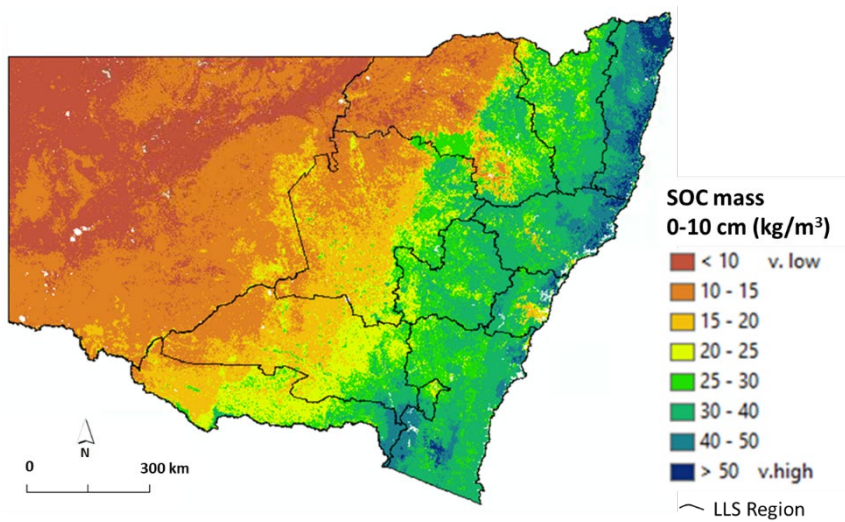 SOC mass
0-10 cm (kg/m³)
< 10 v. low
10 - 15
15 - 20
20 - 25
25 - 30
30 - 40
40 - 50
> 50 v.high
LLS Region
N
0 300 km